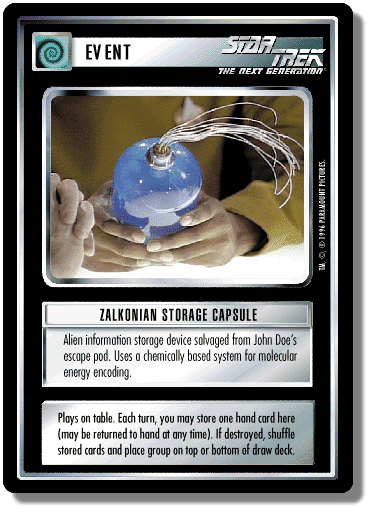 EVENT
STAR TREK
THE NEXT GENERATION®
TM, ©, ® 1996 PARAMOUNT PICTURES.
ZALKONIAN STORAGE CAPSULE
Alien information storage device salvaged from John Doe's
escape pod. Uses a chemically based system for molecular
energy encoding.
Plays on table. Each turn, you may store one hand card here
(may be returned to hand at any time). If destroyed, shuffle
stored cards and place group on top or bottom of draw deck.